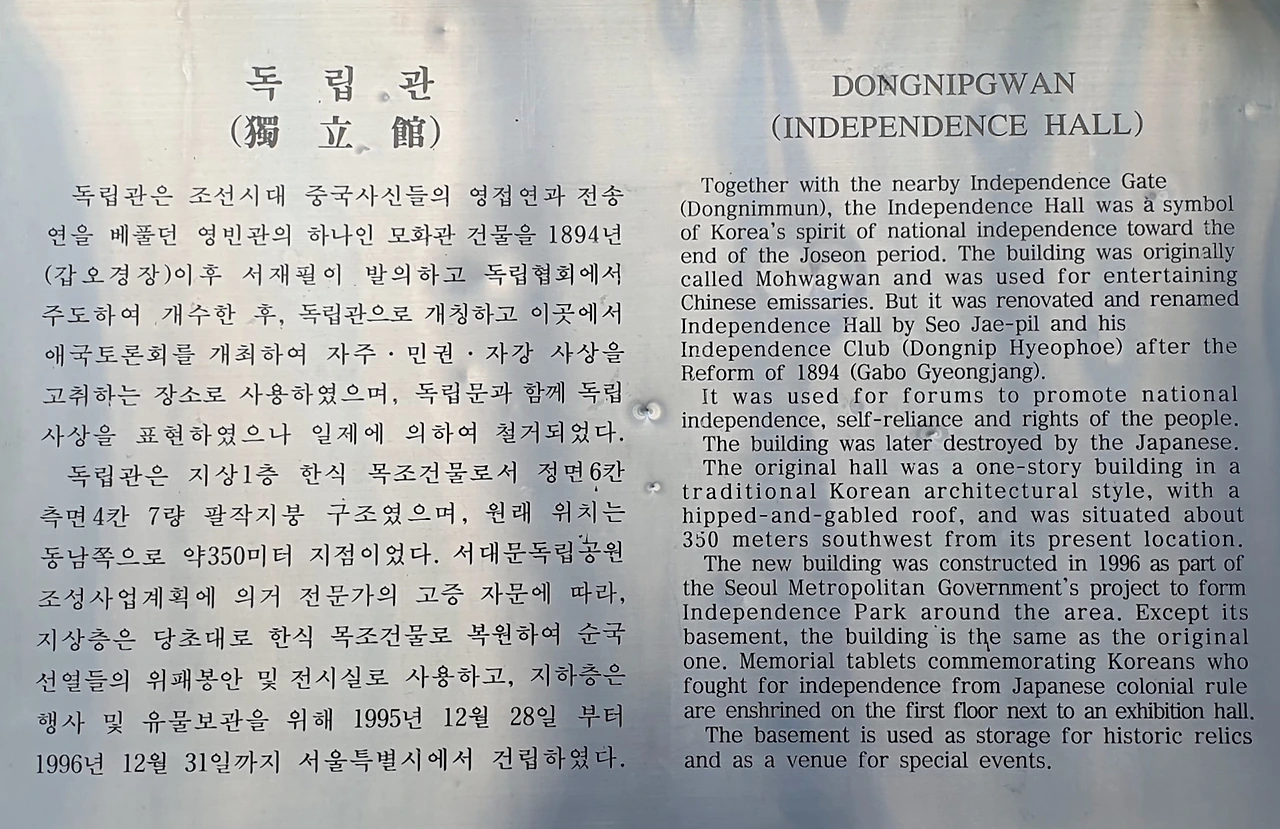 독 립 관
(獨 立 館)
독립관은 조선시대 중국사신들의 영접연과 전송
연을 베풀던 영빈관의 하나인 모화관 건물을 1894년
(갑오경장)이후 서재필이 발의하고 독립협회에서
주도하여 개수한 후, 독립관으로 개칭하고 이곳에서
애국토론회를 개최하여 자주·민권·자강 사상을
고취하는 장소로 사용하였으며, 독립문과 함께 독립
사상을 표현하였으나 일제에 의하여 철거되었다.
독립관은 지상1층 한식 목조건물로서 정면6칸
측면4칸 7량 팔작지붕 구조였으며, 원래 위치는
동남쪽으로 약350미터 지점이었다. 서대문독립공원
조성사업계획에 의거 전문가의 고증 자문에 따라,
지상층은 당초대로 한식 목조건물로 복원하여 순국
선열들의 위패봉안 및 전시실로 사용하고, 지하층은
행사 및 유물보관을 위해 1995년 12월 28일 부터
1996년 12월 31일까지 서울특별시에서 건립하였다.
DONGNIPGWAN
(INDEPENDENCE HALL)
Together with the nearby Independence Gate
(Dongnimmun), the Independence Hall was a symbol
of Korea's spirit of national independence toward the
end of the Joseon period. The building was originally
called Mohwagwan and was used for entertaining
Chinese emissaries. But it was renovated and renamed
Independence Hall by Seo Jae-pil and his
Independence Club (Dongnip Hyeophoe) after the
Reform of 1894 (Gabo Gyeongjang).
It was used for forums to promote national
independence, self-reliance and rights of the people.
The building was later destroyed by the Japanese.
The original hall was a one-story building in a
traditional Korean architectural style, with a
hipped-and-gabled roof, and was situated about
350 meters southwest from its present location.
The new building was constructed in 1996 as part of
the Seoul Metropolitan Government's project to form
Independence Park around the area. Except its
basement, the building is the same as the original
one. Memorial tablets commemorating Koreans who
fought for independence from Japanese colonial rule
are enshrined on the first floor next to an exhibition hall.
The basement is used as storage for historic relics
and as a venue for special events.